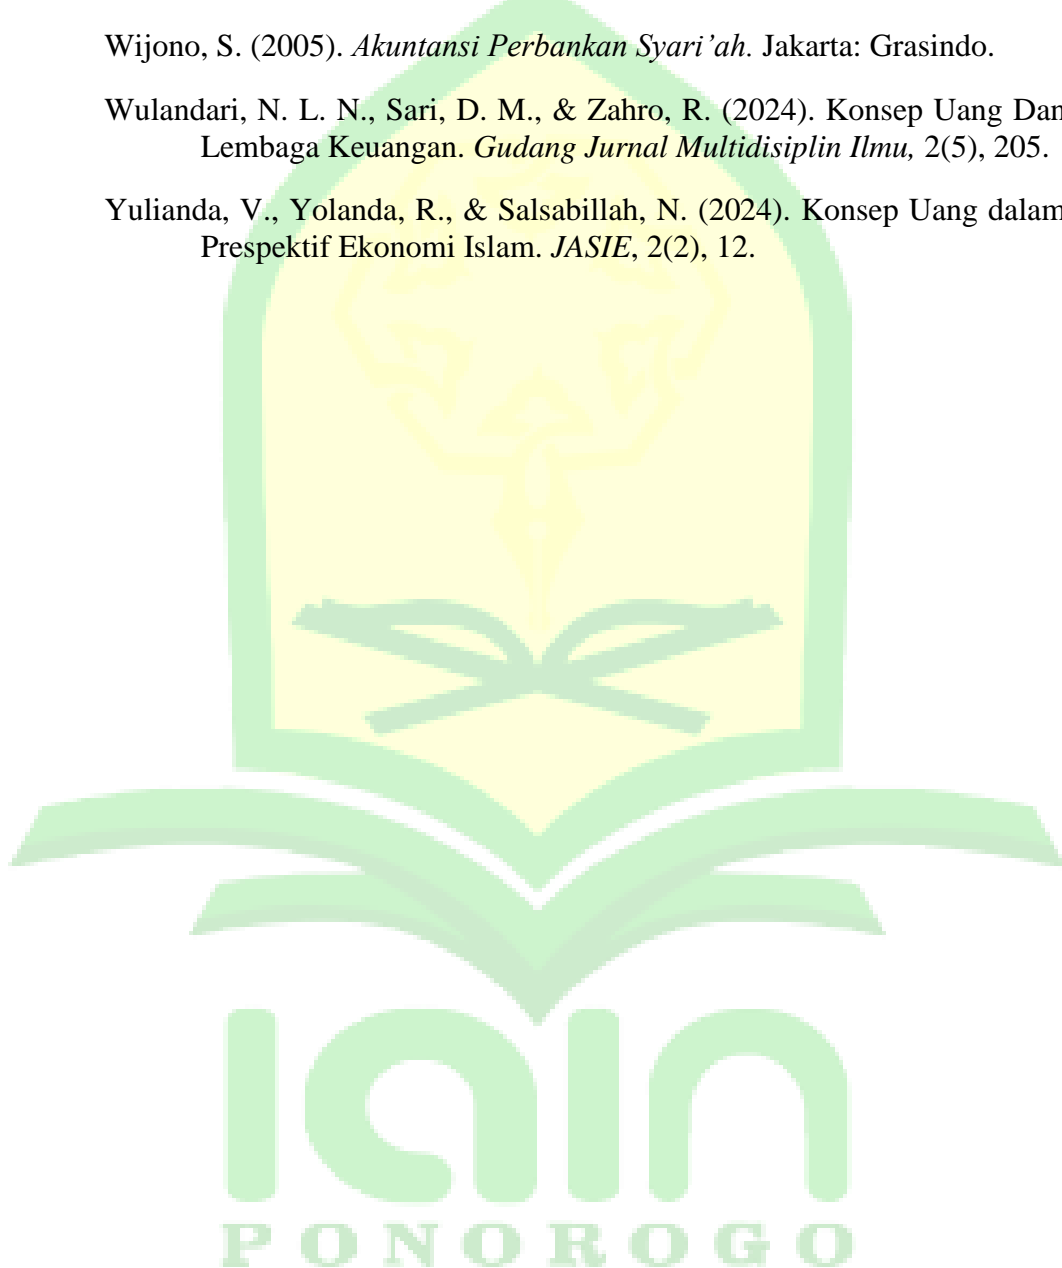 Wijono, S. (2005). Akuntansi Perbankan Syari’ah. Jakarta: Grasindo.
Wulandari, N. L. N., Sari, D. M., & Zahro, R. (2024). Konsep Uang Dan
Lembaga Keuangan. Gudang Jurnal Multidisiplin Ilmu, 2(5), 205.
Yulianda, V., Yolanda, R., & Salsabillah, N. (2024). Konsep Uang dalam
Prespektif Ekonomi Islam. JASIE, 2(2), 12.
IAIN
PONOROGO